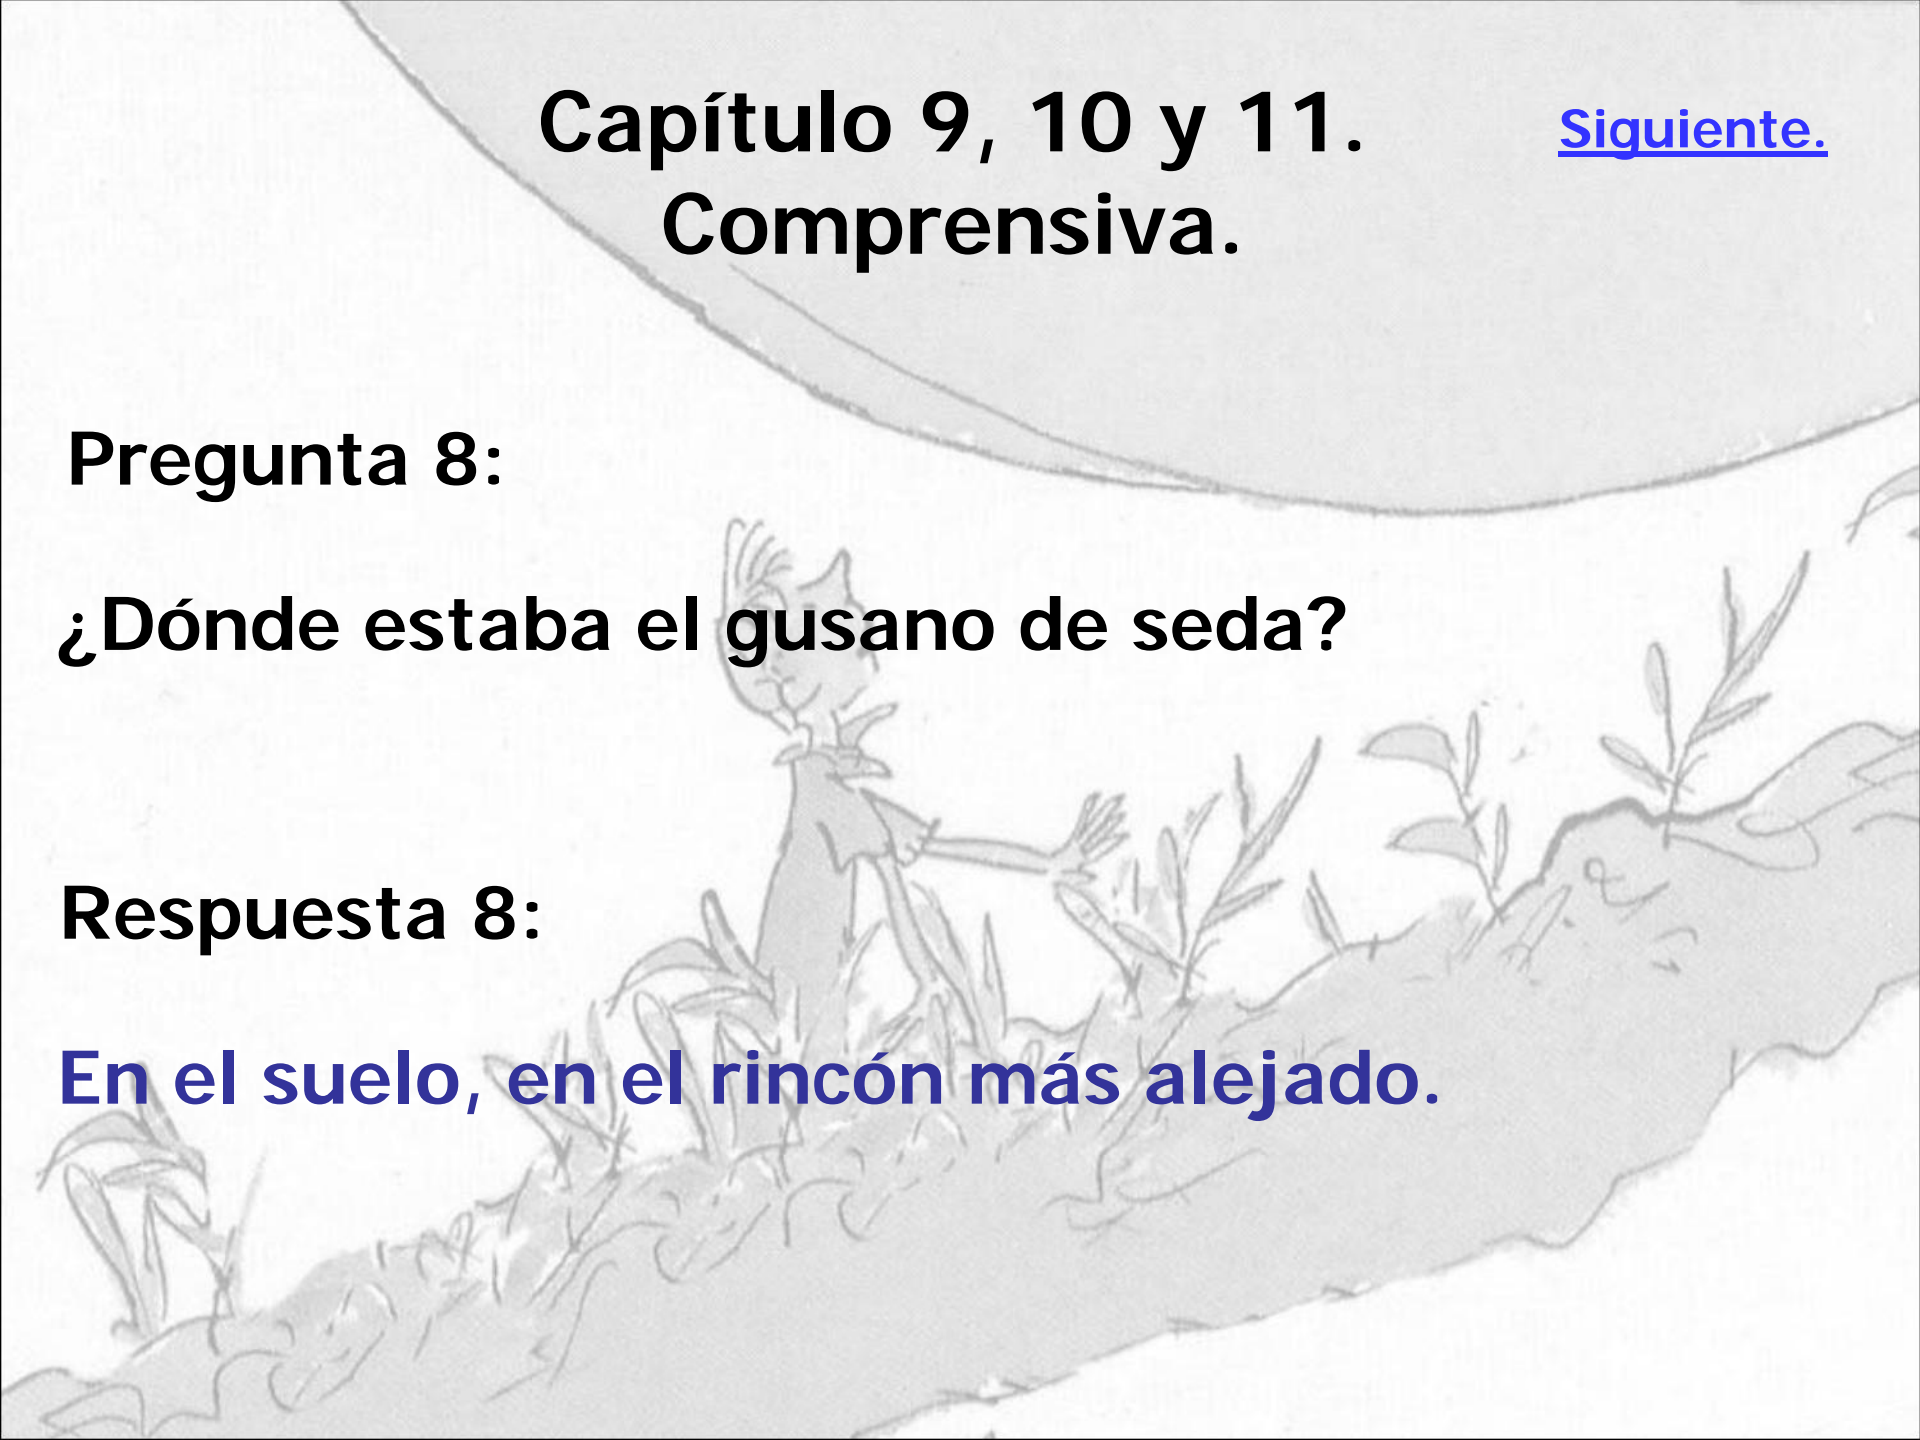 Capítulo 9, 10 y 11.
Comprensiva.
Siguiente.
Pregunta 8:
¿Dónde estaba el gusano de seda?
Respuesta 8:
En el suelo, en el rincón más alejado.